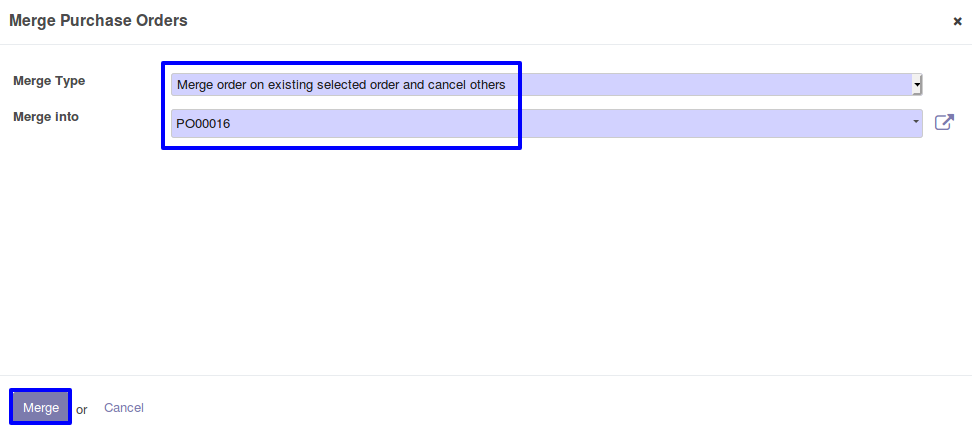 Merge Purchase Orders
Merge Type
Merge order on existing selected order and cancel others
Merge into
PO00016
Merge or Cancel